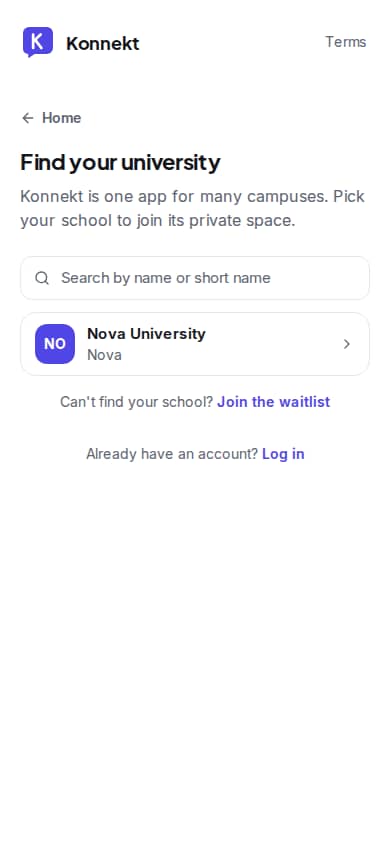 K Konnekt
Terms
Home
Find your university
Konnekt is one app for many campuses. Pick
your school to join its private space.
Search by name or short name
NO
Nova University
Nova
Can't find your school? Join the waitlist
Already have an account? Log in